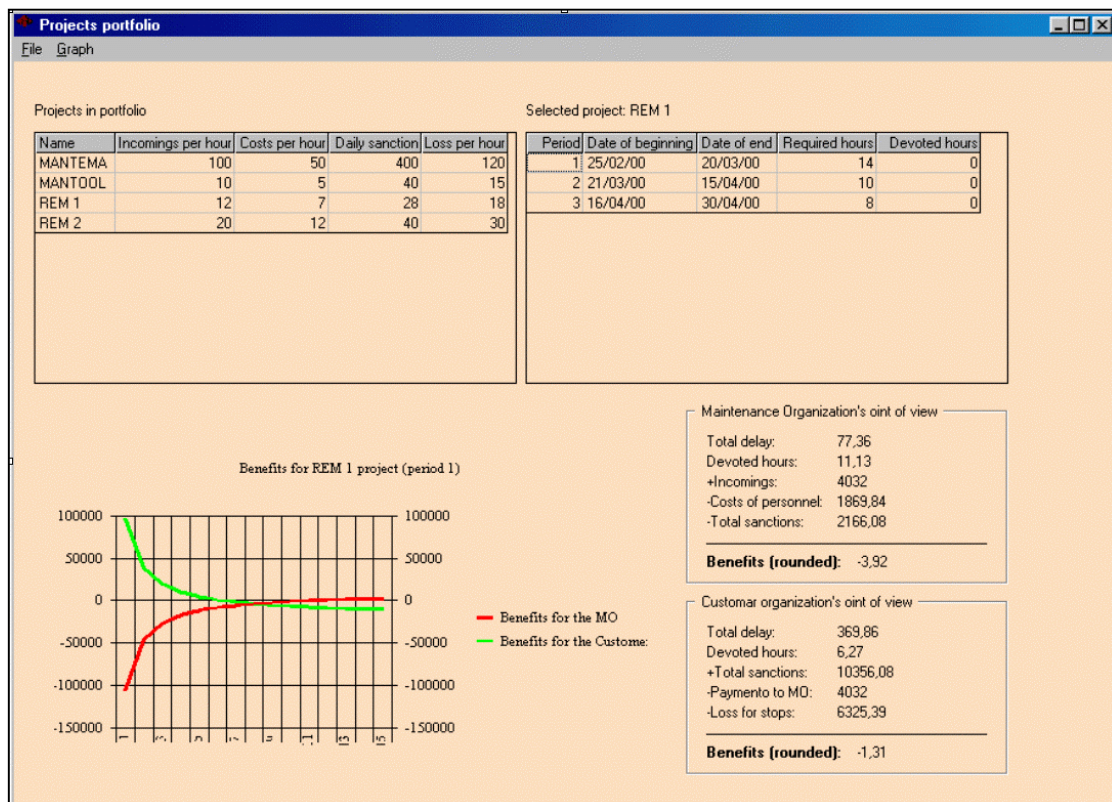 Projects portfolio
File Graph
Projects in portfolio
Name Incomings per hour Costs per hour Daily sanction Loss per hour
MANTEMA 100 50 400 120
MANTOOL 10 5 40 15
REM 1 12 7 28 18
REM 2 20 12 40 30
Selected project: REM 1
Period Date of beginning Date of end Required hours Devoted hours
1 25/02/00 20/03/00 14 0
2 21/03/00 15/04/00 10 0
3 16/04/00 30/04/00 8 0
Benefits for REM 1 project (period 1)
100000 100000
50000 50000
0 0
-50000 -50000
-100000 -100000
-150000 -150000
Benefits for the MO
Benefits for the Custome:
Maintenance Organization's oint of view
Total delay: 77,36
Devoted hours: 11,13
+Incomings: 4032
-Costs of personnel: 1869,84
-Total sanctions: 2166,08
Benefits (rounded): -3,92
Customar organization's oint of view
Total delay: 369,86
Devoted hours: 6,27
+Total sanctions: 10356,08
-Paymento to MO: 4032
-Loss for stops: 6325,39
Benefits (rounded): -1,31